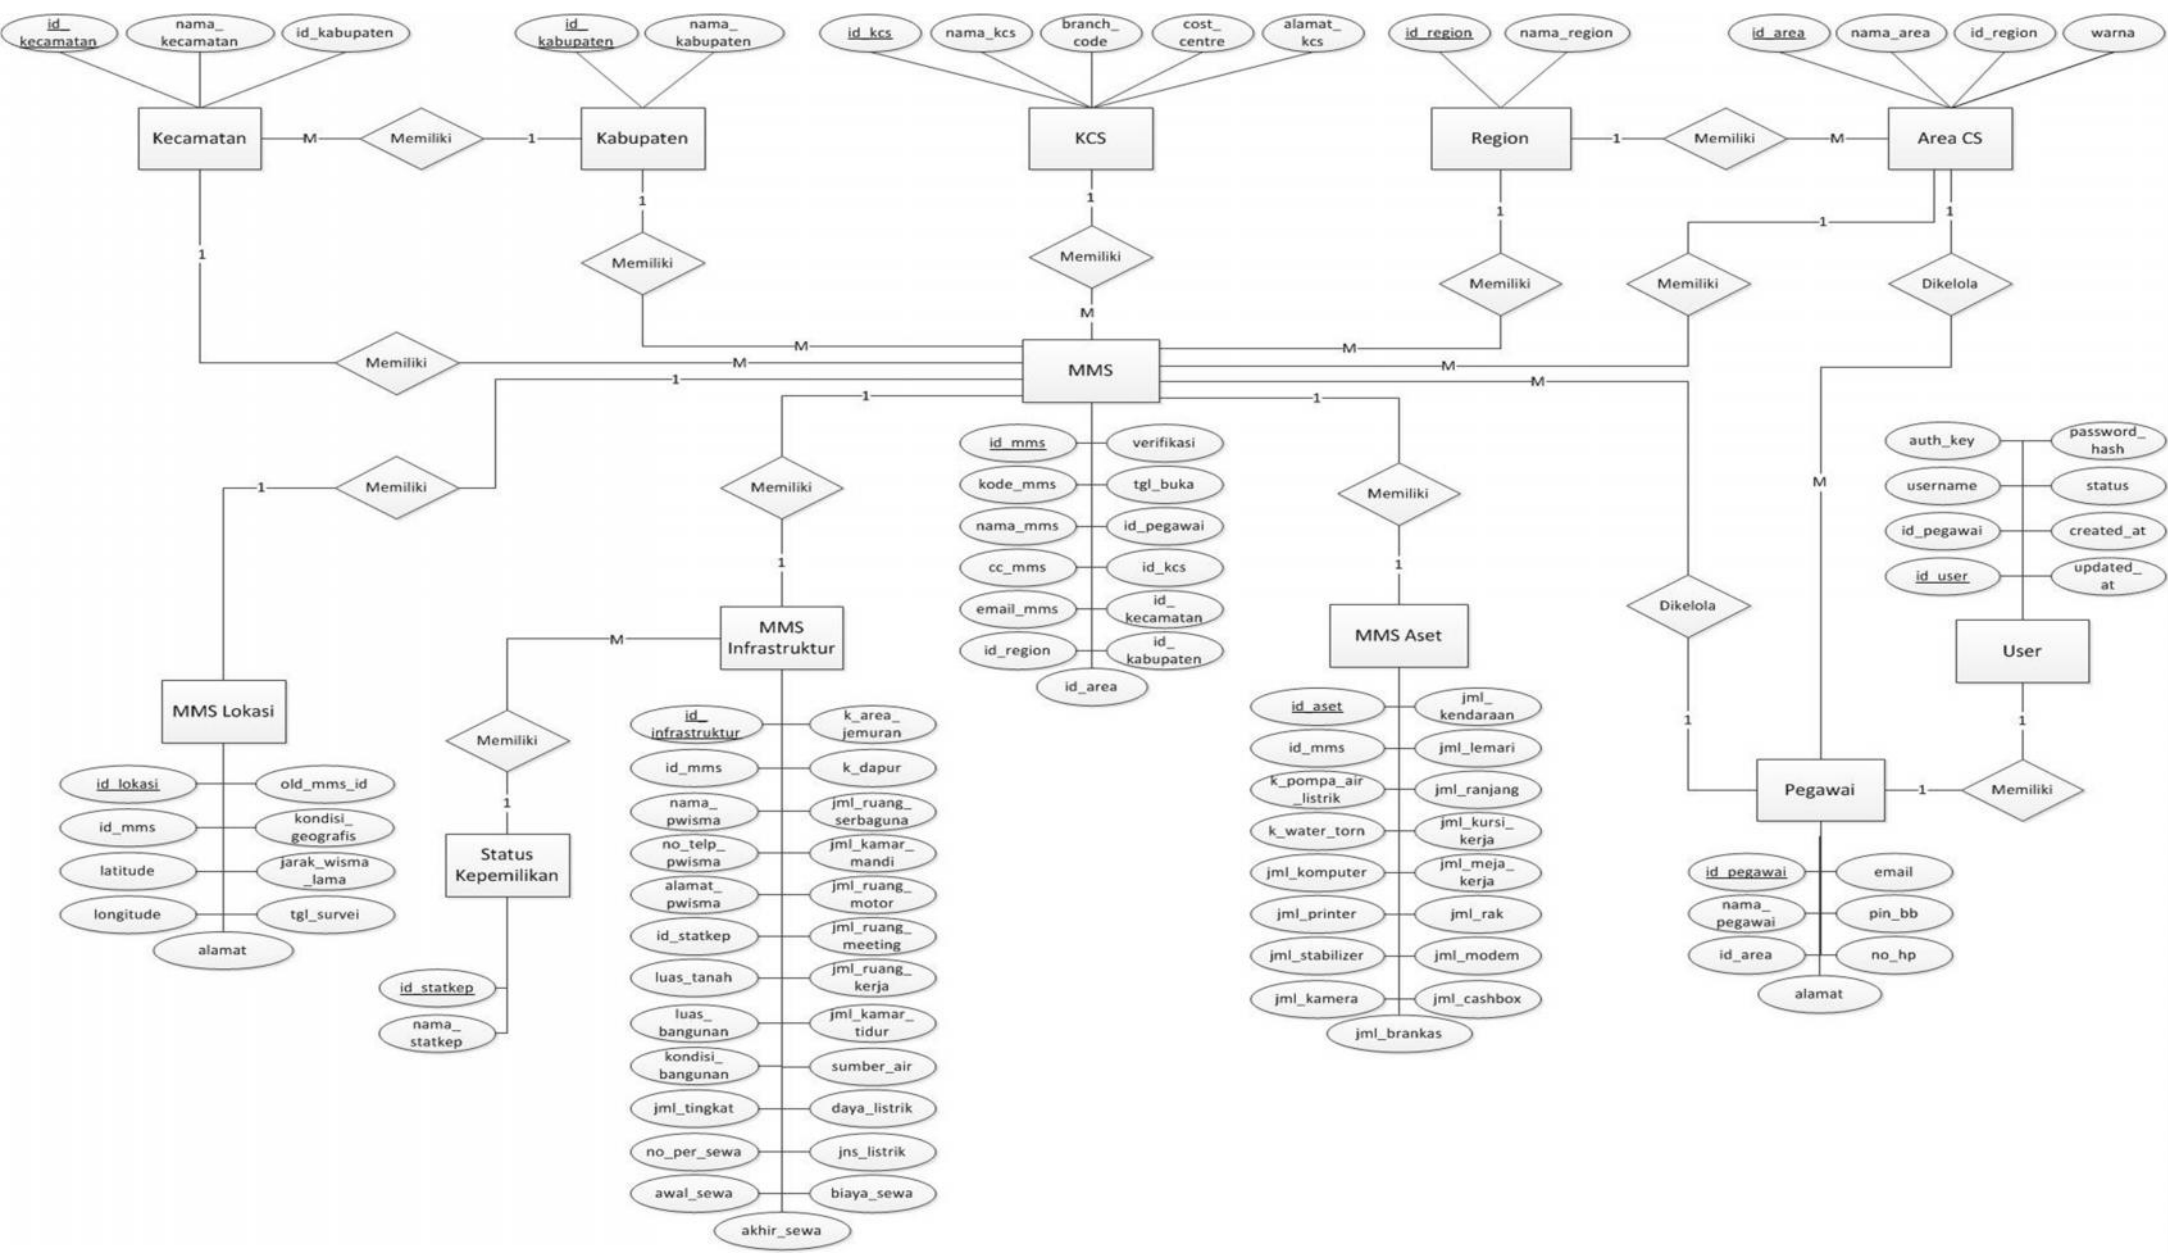 id_
kecamatan
nama_
kecamatan
id_kabupaten
id_
kabupaten
nama_
kabupaten
id_kcs
nama_kcs
branch_
code
cost_
centre
alamat_
kcs
id_region
nama_region
id_area
nama_area
id_region
warna
Kecamatan
M
Memiliki
1
Kabupaten
KCS
Region
1
Memiliki
M
Area CS
1
1
1
1
1
1
Memiliki
Memiliki
Memiliki
Memiliki
Dikelola
M
M
M
Memiliki
M
M
MMS
1
M
1
1
1
Memiliki
Memiliki
Memiliki
M
id_mms
verifikasi
kode_mms
tgl_buka
nama_mms
id_pegawai
cc_mms
id_kcs
email_mms
id_
kecamatan
id_region
id_
kabupaten
id_area
auth_key
password_
hash
username
status
id_pegawai
created_at
id_user
updated_
at
1
1
Dikelola
User
MMS
Infrastruktur
MMS Aset
M
MMS Lokasi
Memiliki
1
1
1
Pegawai
1
Memiliki
id_lokasi
old_mms_id
id_mms
kondisi_
geografis
latitude
jarak_wisma
_lama
longitude
tgl_survei
alamat
Status
Kepemilikan
id_statkep
nama_
statkep
id_
infrastruktur
k_area_
jemuran
id_mms
k_dapur
nama_
pwisma
jml_ruang_
serbaguna
no_telp_
pwisma
jml_kamar_
mandi
alamat_
pwisma
jml_ruang_
motor
id_statkep
jml_ruang_
meeting
luas_tanah
jml_ruang_
kerja
luas_
bangunan
jml_kamar_
tidur
kondisi_
bangunan
sumber_air
jml_tingkat
daya_listrik
no_per_sewa
jns_listrik
awal_sewa
biaya_sewa
akhir_sewa
id_aset
jml_
kendaraan
id_mms
jml_lemari
k_pompa_air
_listrik
jml_ranjang
k_water_torn
jml_kursi_
kerja
jml_komputer
jml_meja_
kerja
jml_printer
jml_rak
jml_stabilizer
jml_modem
jml_kamera
jml_cashbox
jml_brankas
id_pegawai
email
nama_
pegawai
pin_bb
id_area
no_hp
alamat